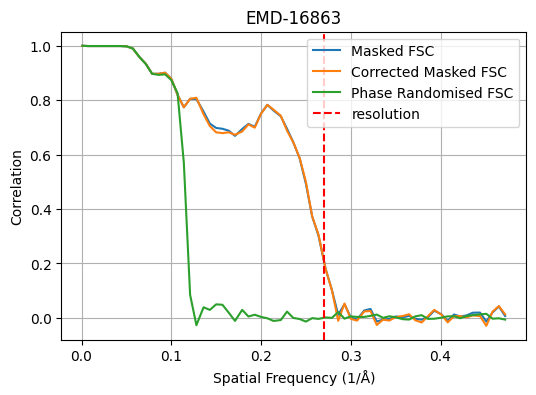 EMD-16863
Masked FSC
Corrected Masked FSC
Phase Randomised FSC
resolution
Correlation
1.0
0.8
0.6
0.4
0.2
0.0
0.0 0.1 0.2 0.3 0.4
Spatial Frequency (1/Å)